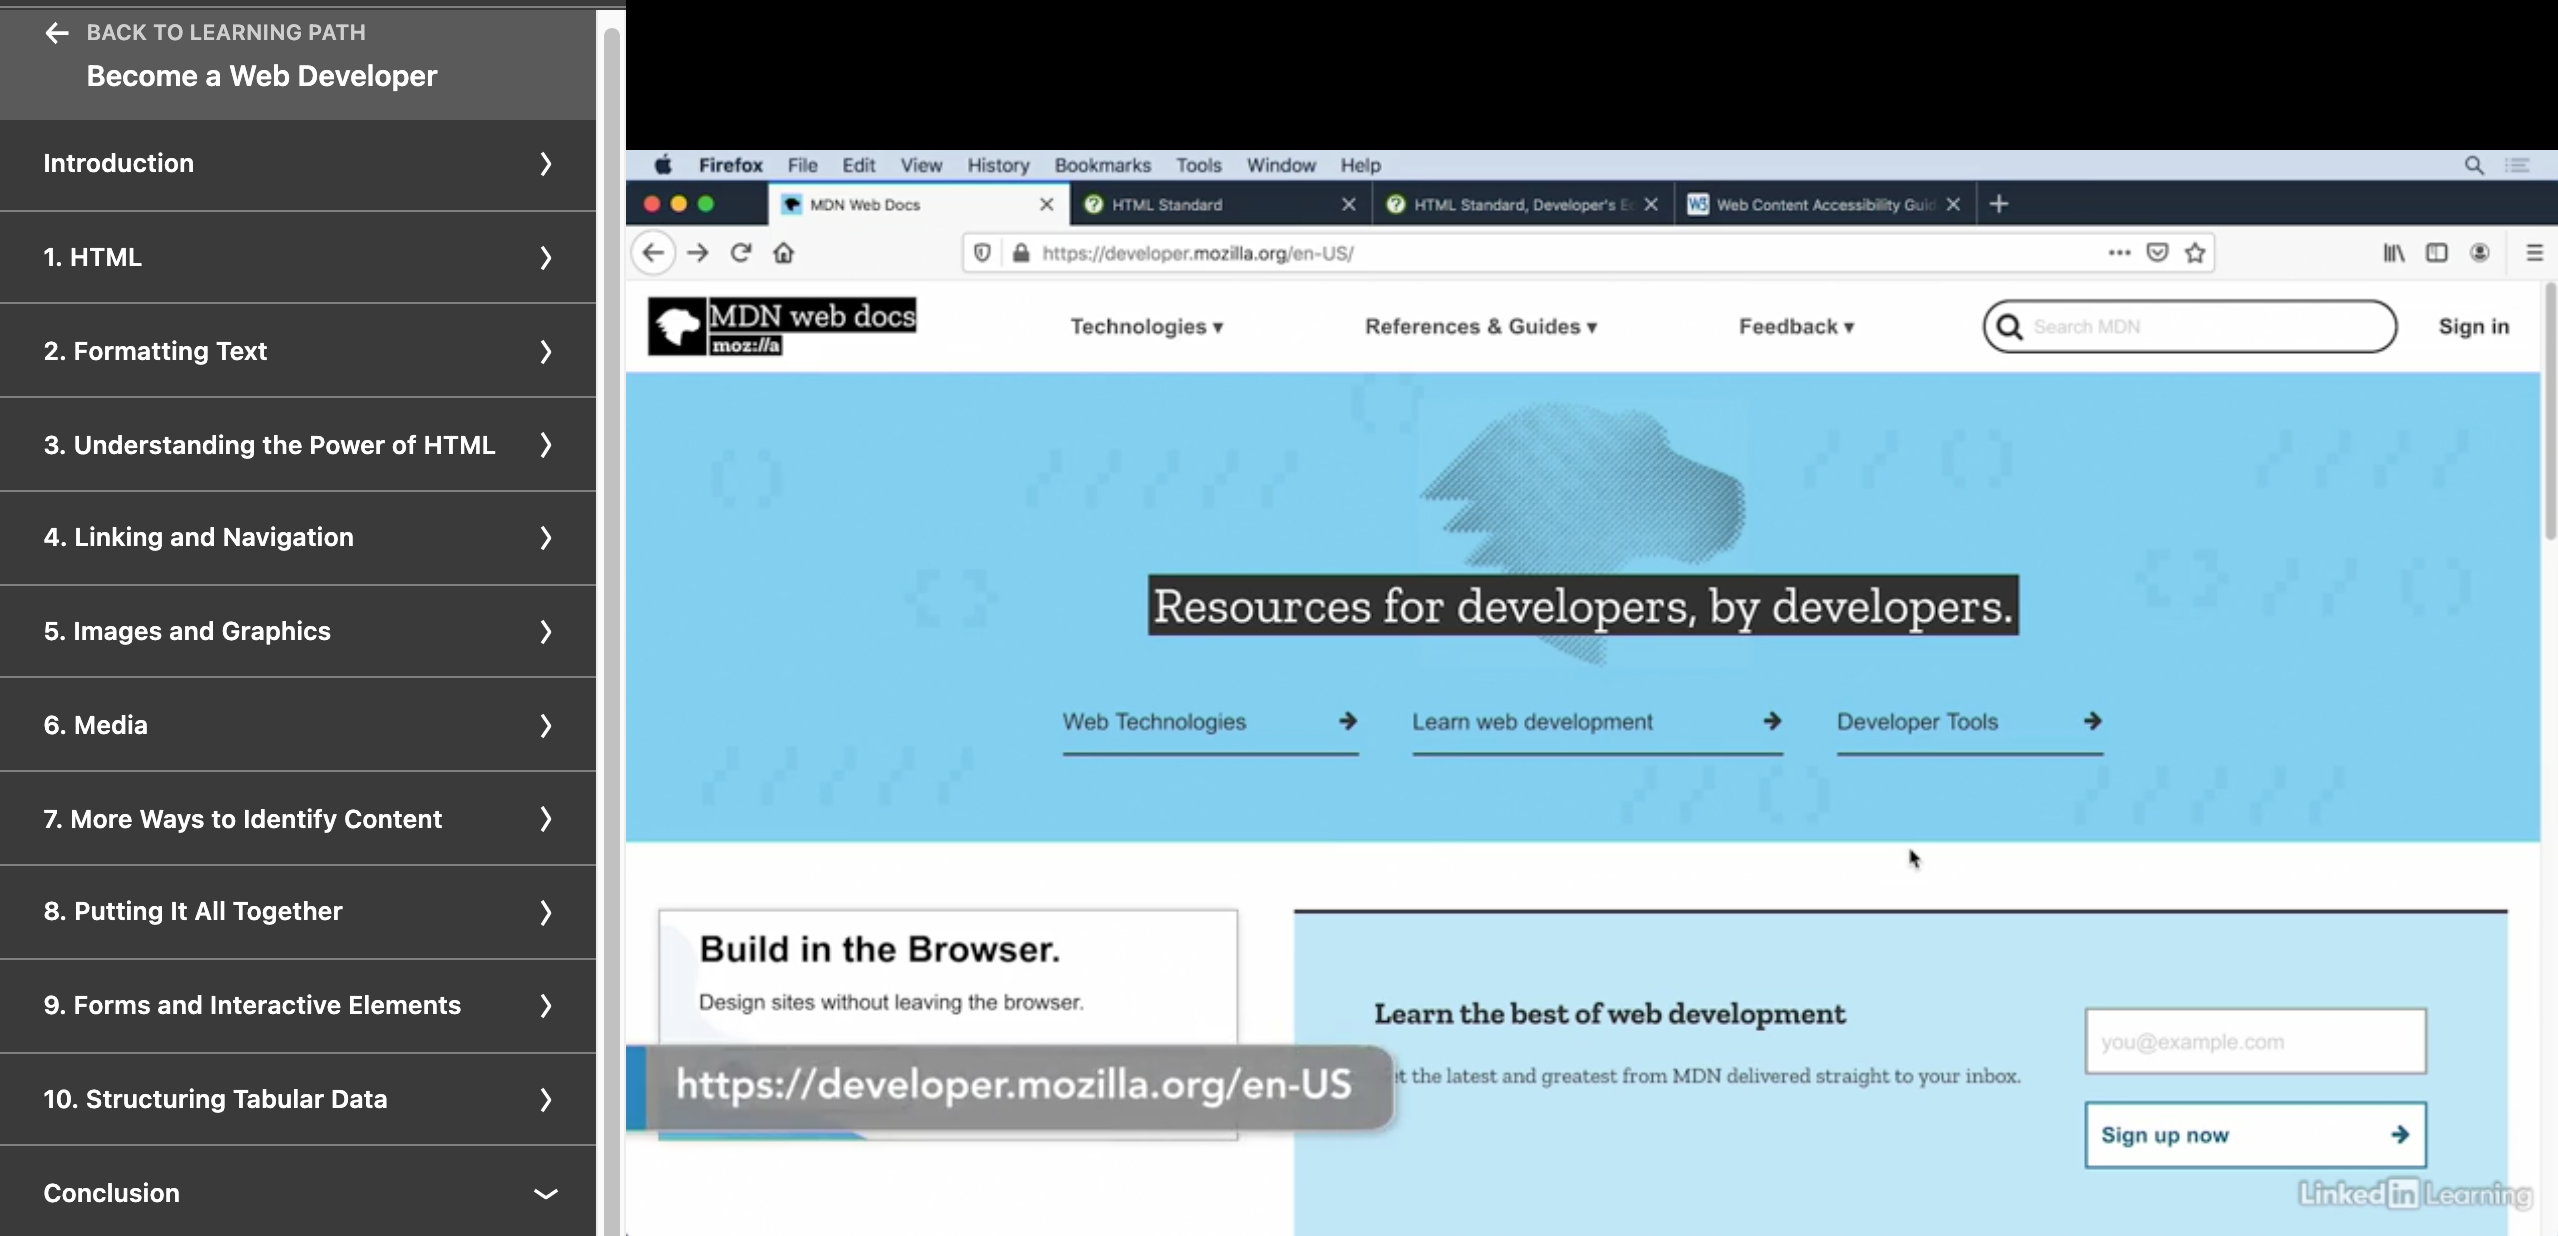 BACK TO LEARNING PATH
Become a Web Developer
Introduction
1. HTML
2. Formatting Text
3. Understanding the Power of HTML
4. Linking and Navigation
5. Images and Graphics
6. Media
7. More Ways to Identify Content
8. Putting It All Together
9. Forms and Interactive Elements
10. Structuring Tabular Data
Conclusion
Firefox File Edit View History Bookmarks Tools Window Help
MDN Web Docs HTML Standard HTML Standard, Developer's W3 Web Content Accessibility
https://developer.mozilla.org/en-US/
MDN web docs
moz://a
Technologies ▾ References & Guides ▾ Feedback ▾ Search MDN Sign in
Resources for developers, by developers.
Web Technologies Learn web development Developer Tools
Build in the Browser.
Design sites without leaving the browser.
Learn the best of web development
the latest and greatest from MDN delivered straight to your inbox.
you@example.com
Sign up now
https://developer.mozilla.org/en-US
Linked in Learning